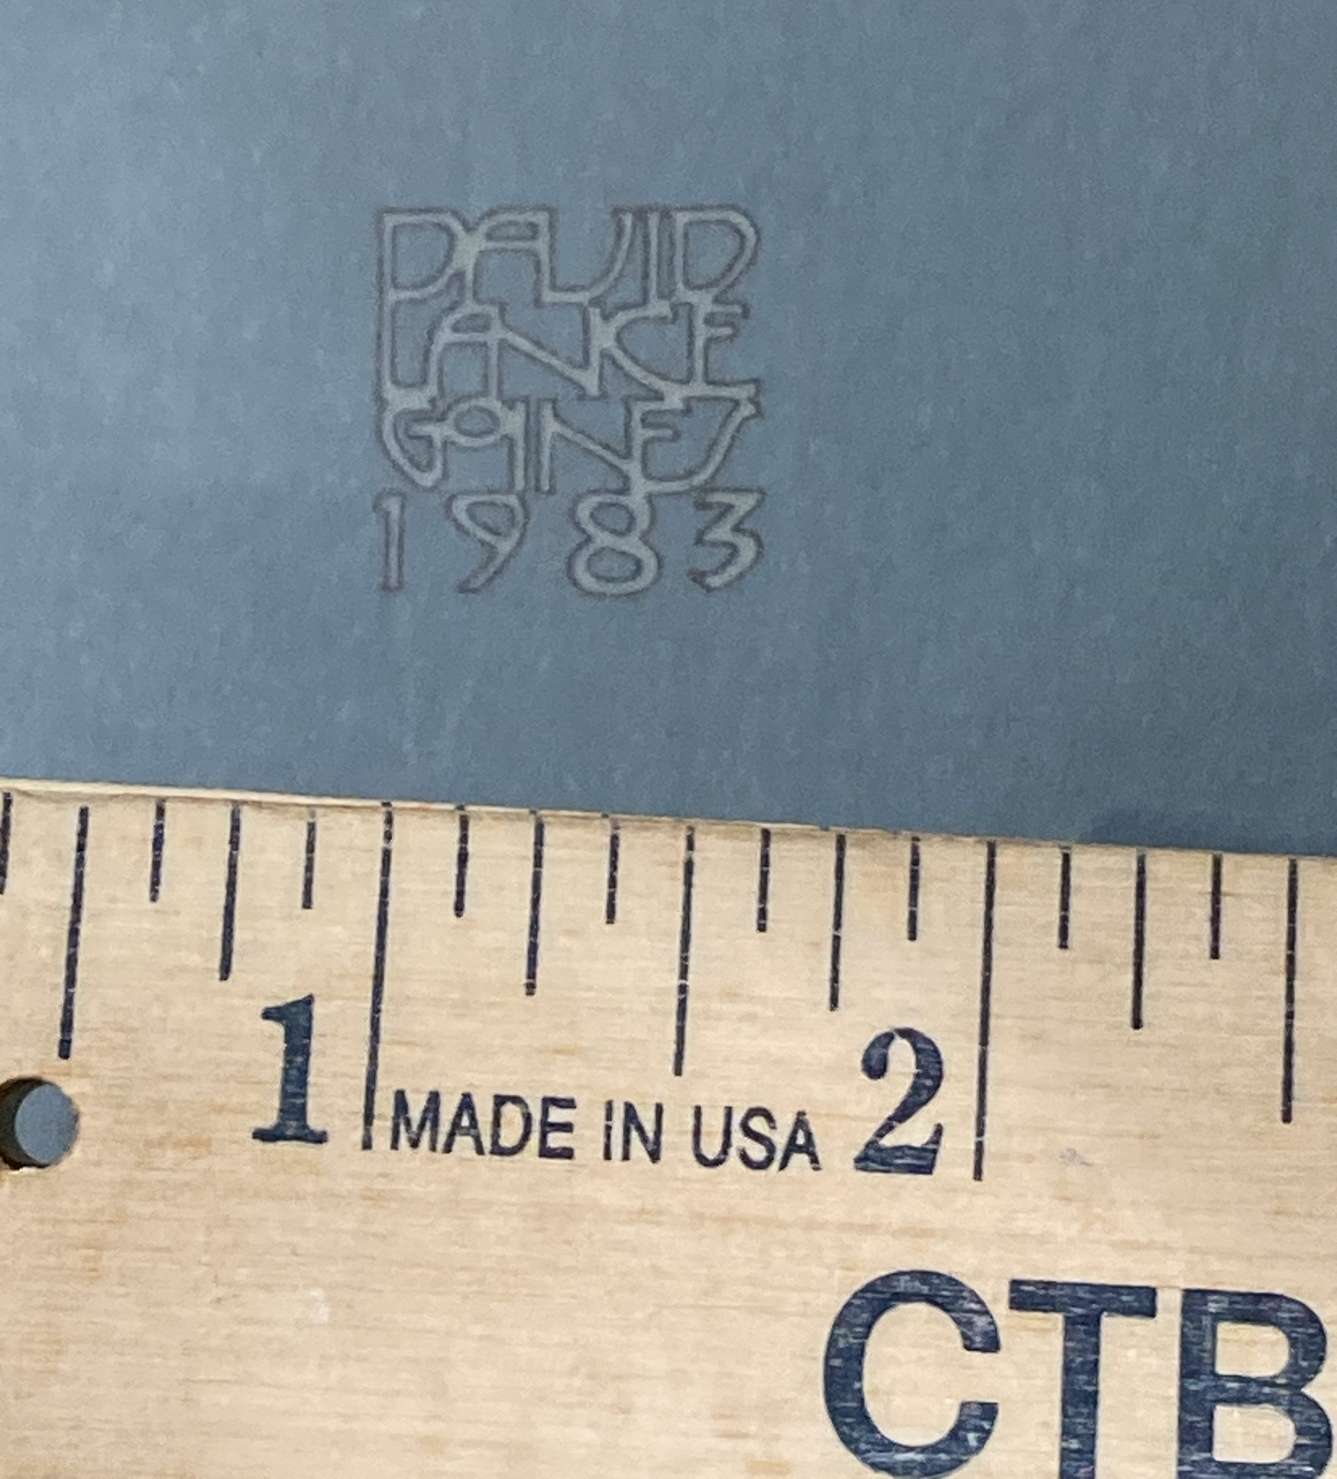 DAVID
LANCE
GOINES
1983
1 2
MADE IN USA
CTB